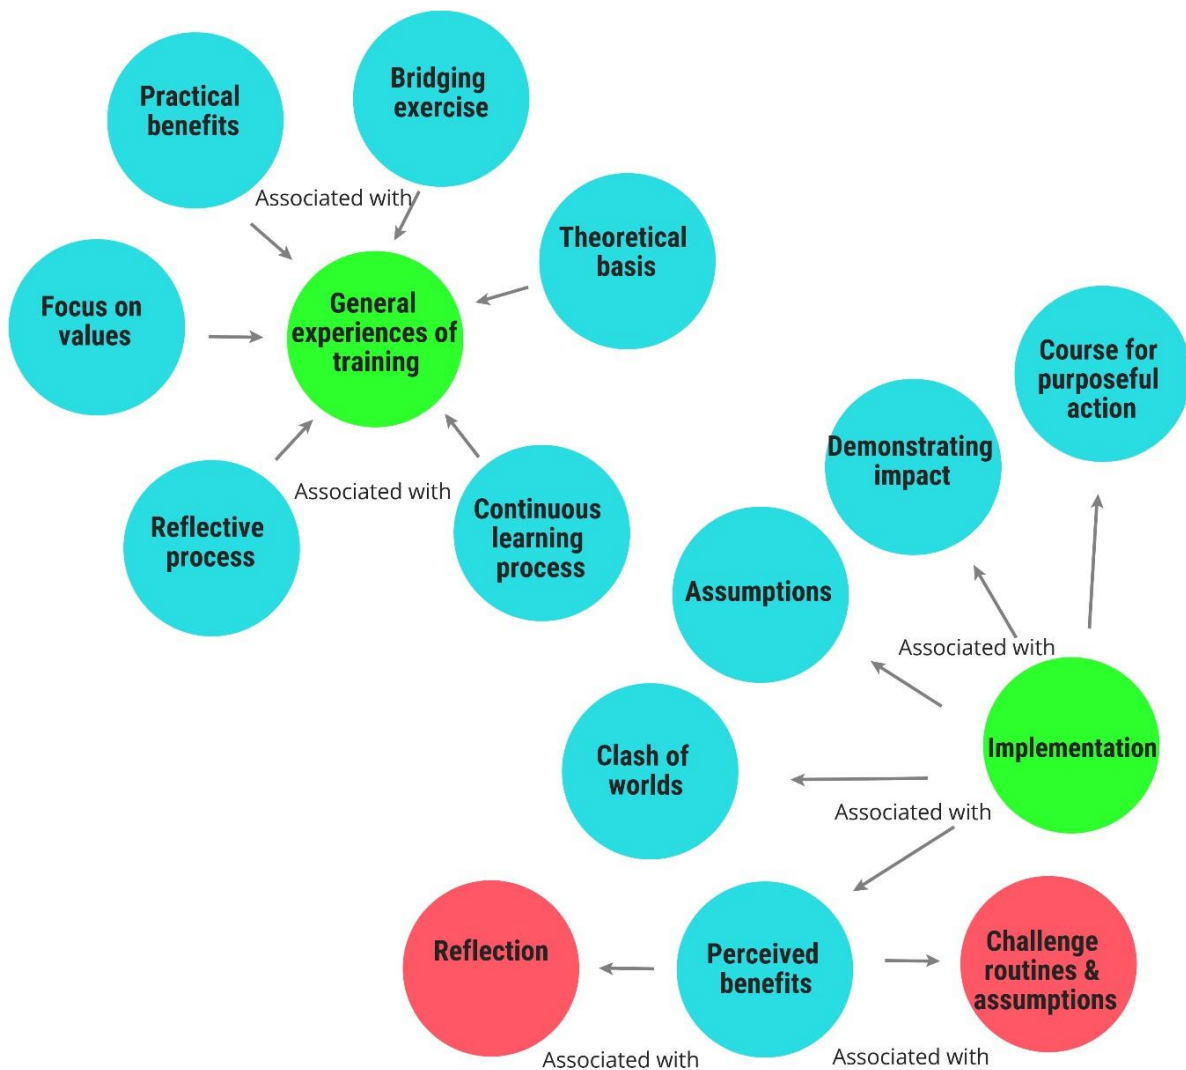 Practical
benefits
Bridging
exercise
Associated with
Theoretical
basis
Focus on
values
General
experiences of
training
Course for
purposeful
action
Demonstrating
impact
Associated with
Reflective
process
Continuous
learning
process
Assumptions
Associated with
Implementation
Clash of
worlds
Associated with
Reflection
Perceived
benefits
Challenge
routines &
assumptions
Associated with
Associated with